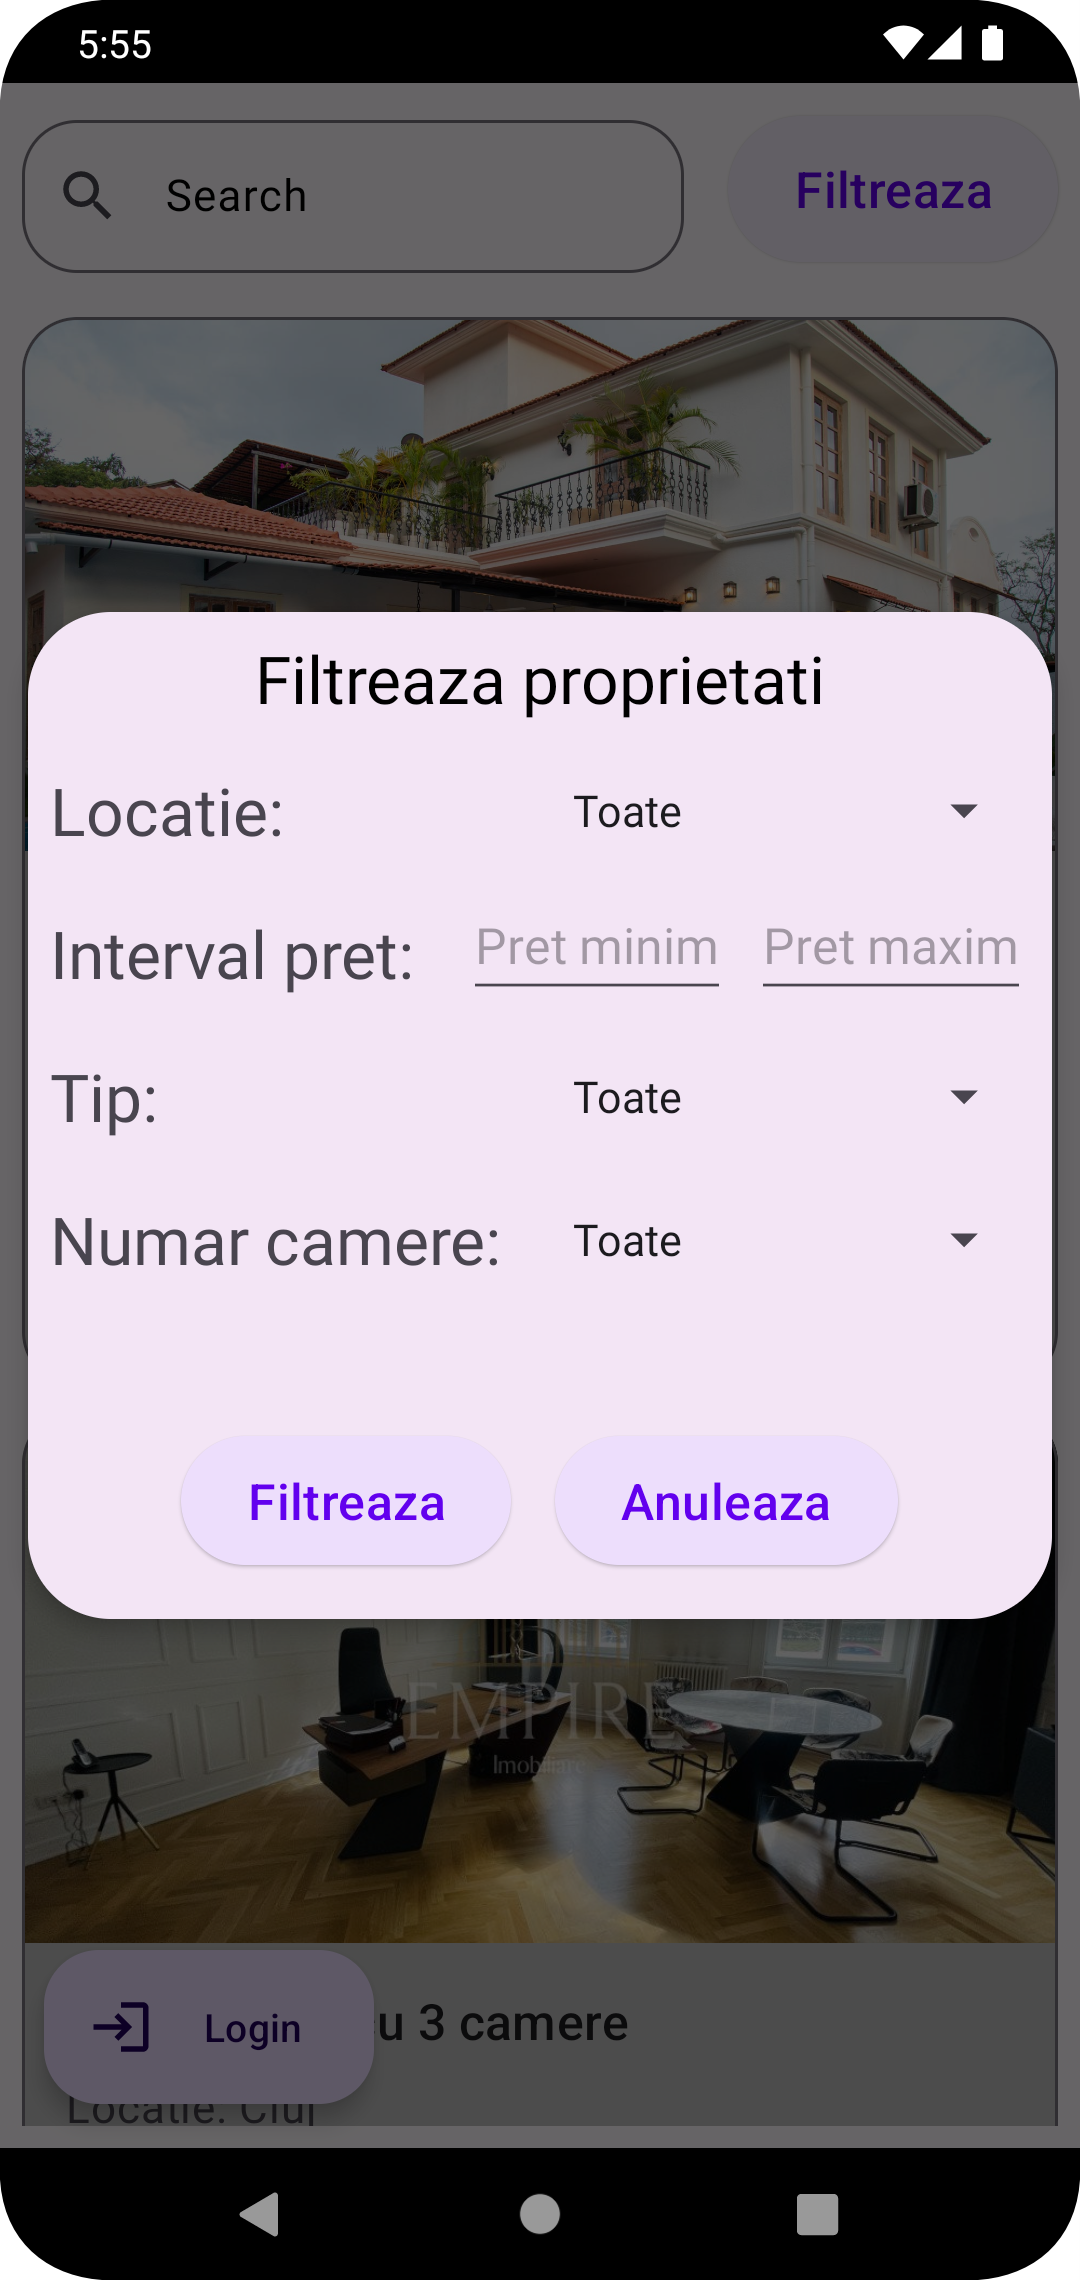 5:55
Search
Filtreaza
Filtreaza proprietati
Locatie:
Toate
Interval pret:
Pret minim
Pret maxim
Tip:
Toate
Numar camere:
Toate
Filtreaza
Anuleaza
EMPIRE
Imobiliare
u 3 camere
Login
Locatie: Cluj